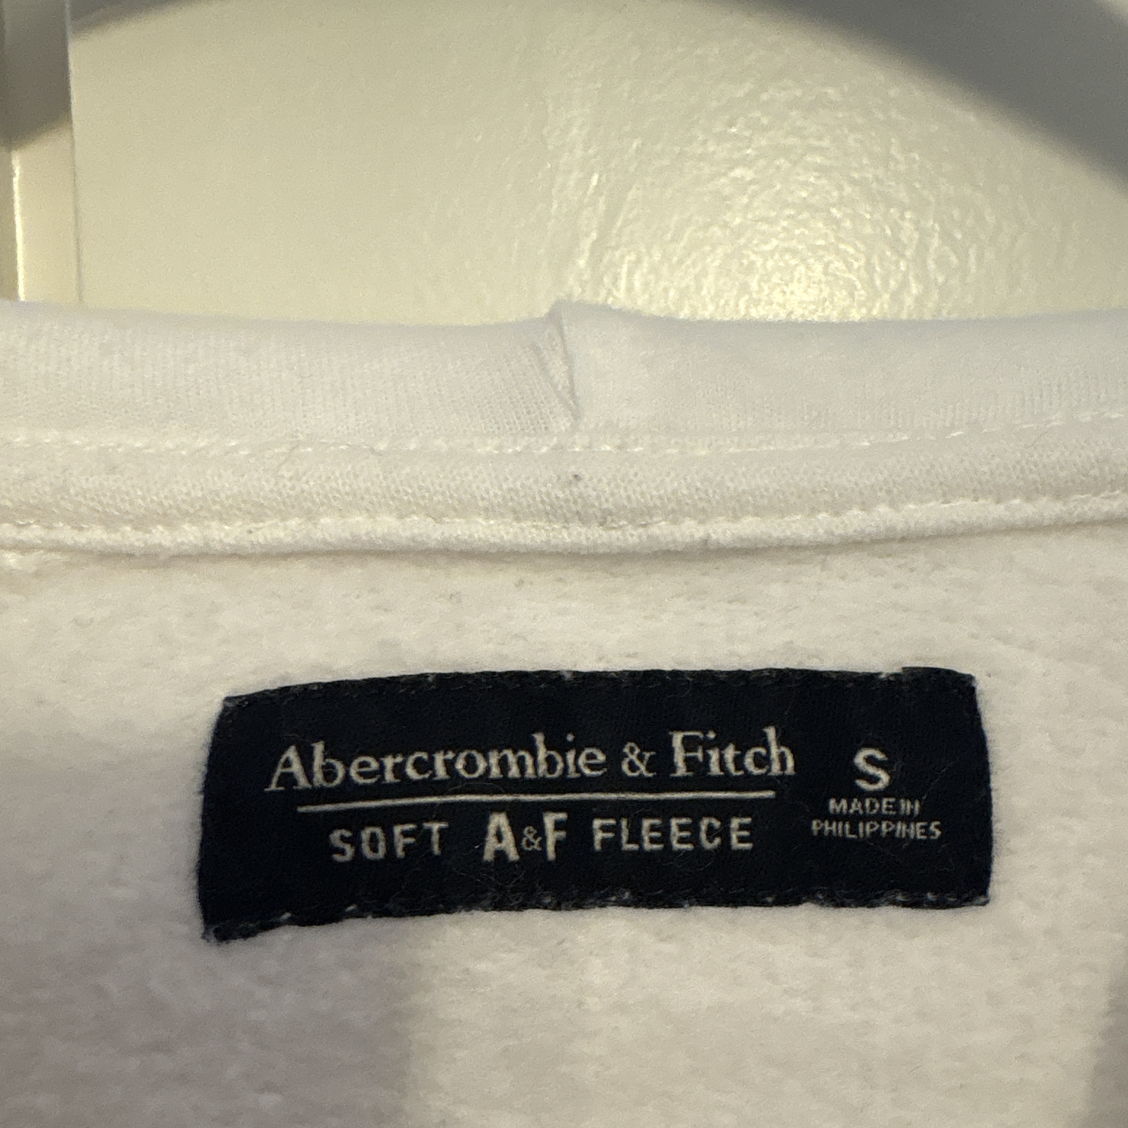 Abercrombie & Fitch
SOFT A&F FLEECE
S
MADE IN
PHILIPPINES